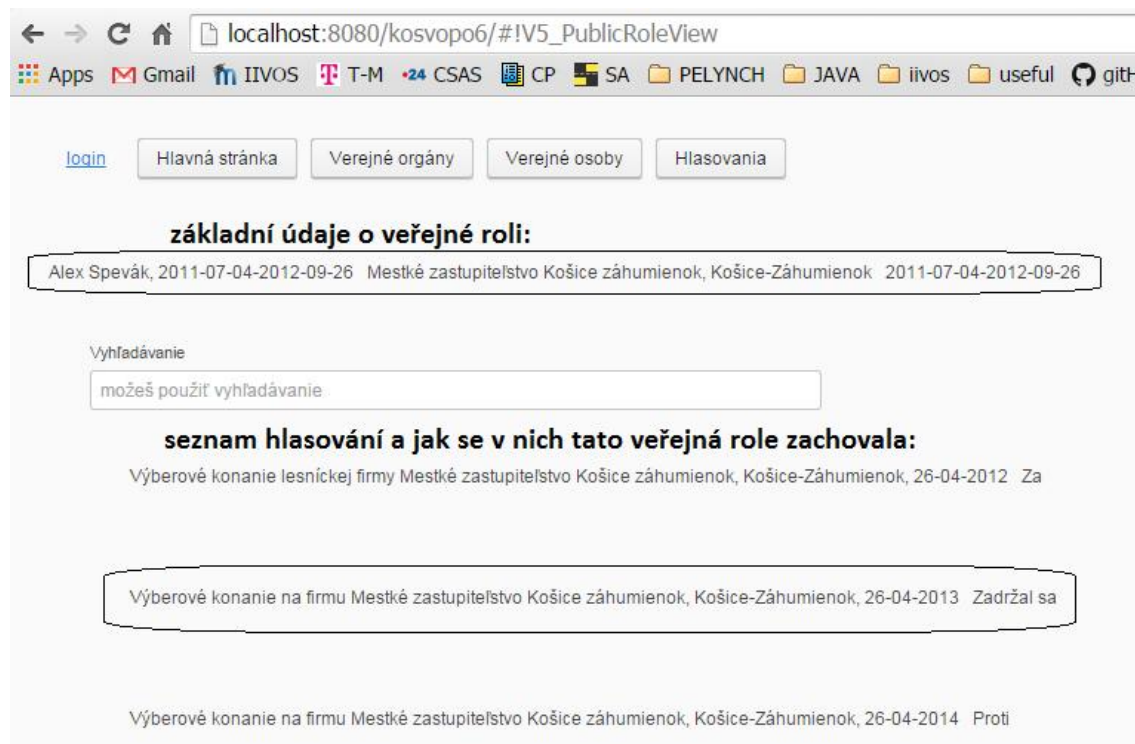 localhost:8080/kosvopo6/#!V5_PublicRoleView
Apps Gmail IIVOS T-M CSAS CP SA PELYNCH JAVA iivos useful gitH
login Hlavná stránka Verejné orgány Verejné osoby Hlasovania
základní údaje o veřejné roli:
Alex Spevák, 2011-07-04-2012-09-26 Mestké zastupiteľstvo Košice záhumienok, Košice-Záhumienok 2011-07-04-2012-09-26
Vyhľadávanie
možeš použiť vyhľadávanie
seznam hlasování a jak se v nich tato veřejná role zachovala:
Výberové konanie lesníckej firmy Mestké zastupiteľstvo Košice záhumienok, Košice-Záhumienok, 26-04-2012 Za
Výberové konanie na firmu Mestké zastupiteľstvo Košice záhumienok, Košice-Záhumienok, 26-04-2013 Zadržal sa
Výberové konanie na firmu Mestké zastupiteľstvo Košice záhumienok, Košice-Záhumienok, 26-04-2014 Proti